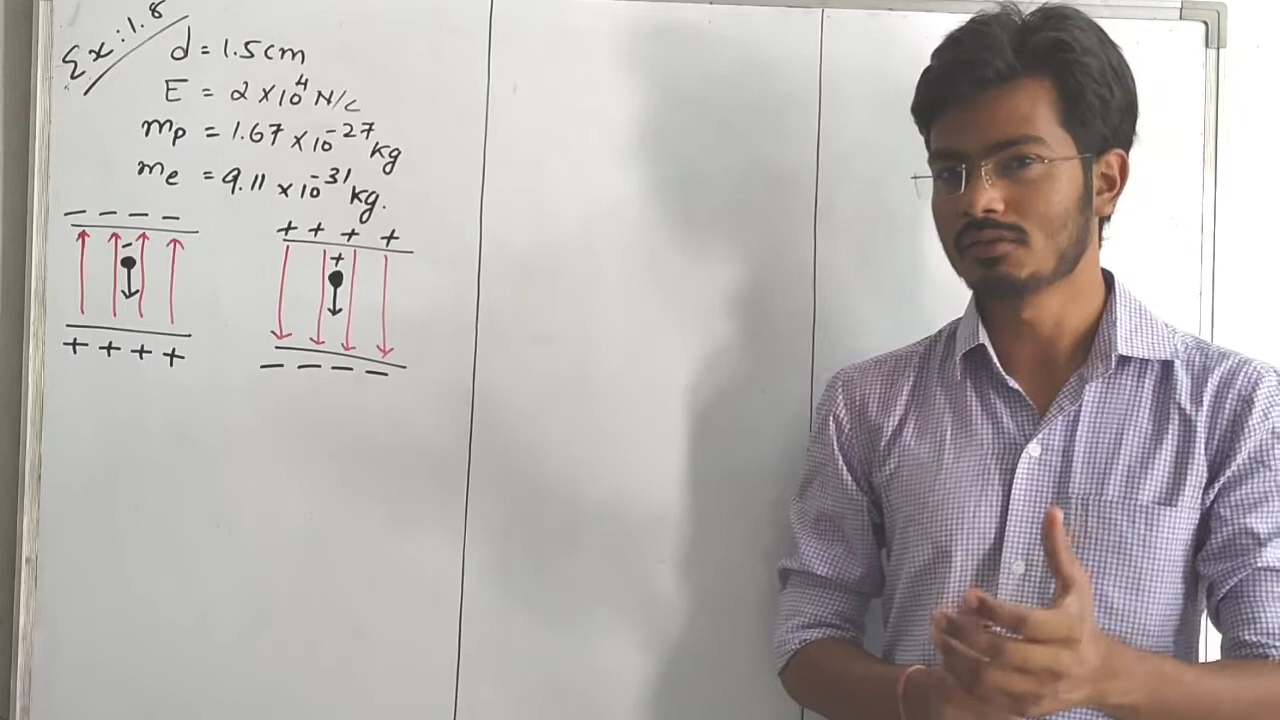 Ex:1.8
d = 1.5cm
E = 2 × 10⁴ N/C
mp = 1.67 × 10⁻²⁷ kg
me = 9.11 × 10⁻³¹ kg.
− − − −
−
+ + + +
+ + + +
+
− − − −